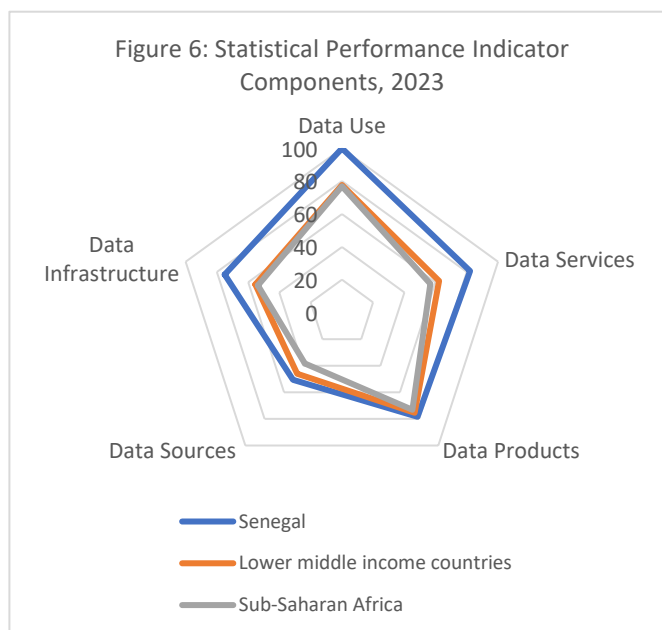 Figure 6: Statistical Performance Indicator
Components, 2023
Data Use
100
80
60
40
20
0
Data Services
Data Products
Data Sources
Data
Infrastructure
Senegal
Lower middle income countries
Sub-Saharan Africa